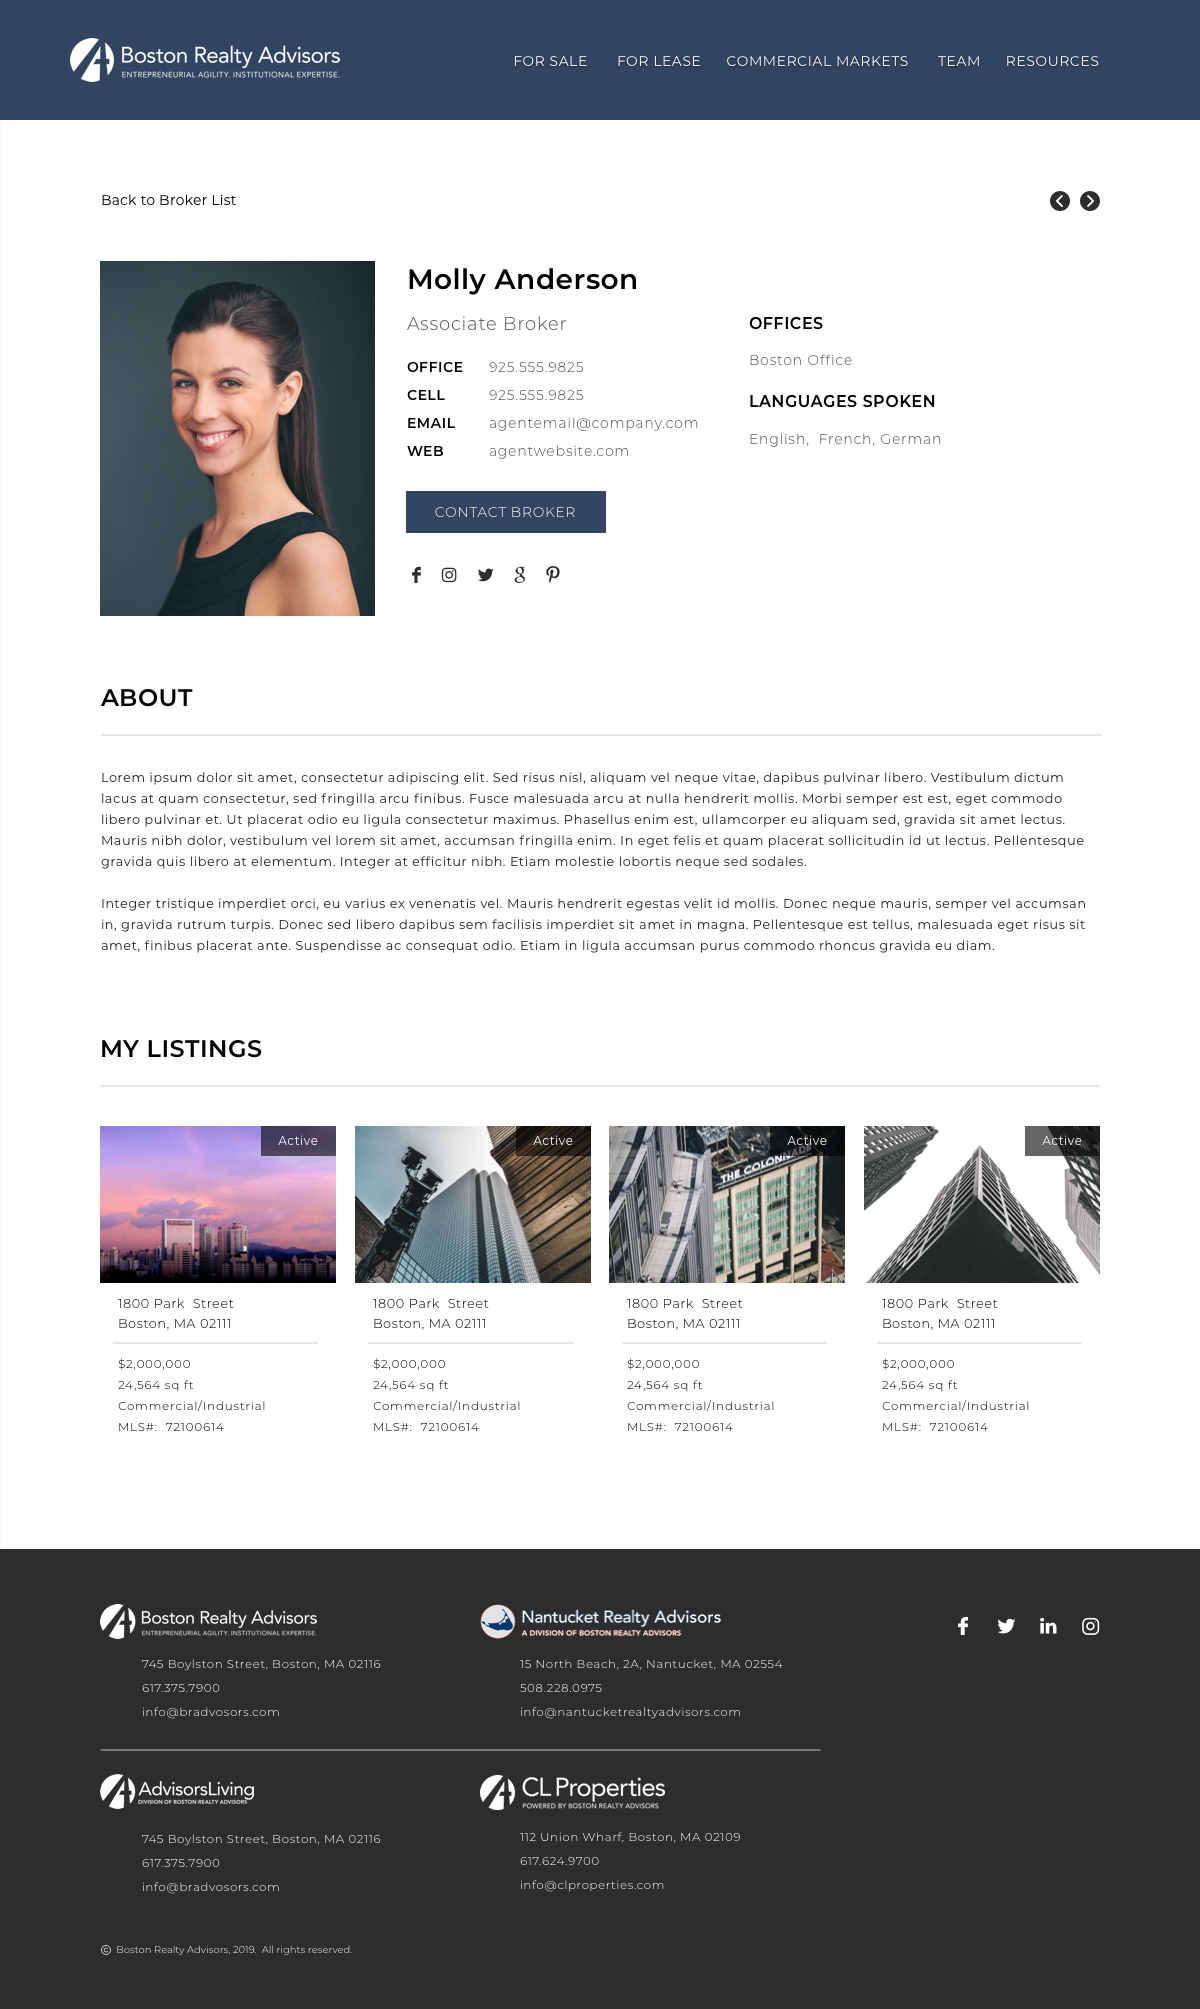 Boston Realty Advisors
ENTREPRENEURIAL AGILITY. INSTITUTIONAL EXPERTISE.
FOR SALE FOR LEASE COMMERCIAL MARKETS TEAM RESOURCES
Back to Broker List
Molly Anderson
Associate Broker
OFFICE 925.555.9825
CELL 925.555.9825
EMAIL agentemail@company.com
WEB agentwebsite.com
CONTACT BROKER
OFFICES
Boston Office
LANGUAGES SPOKEN
English, French, German
ABOUT
Lorem ipsum dolor sit amet, consectetur adipiscing elit. Sed risus nisl, aliquam vel neque vitae, dapibus pulvinar libero. Vestibulum dictum
lacus at quam consectetur, sed fringilla arcu finibus. Fusce malesuada arcu at nulla hendrerit mollis. Morbi semper est est, eget commodo
libero pulvinar et. Ut placerat odio eu ligula consectetur maximus. Phasellus enim est, ullamcorper eu aliquam sed, gravida sit amet lectus.
Mauris nibh dolor, vestibulum vel lorem sit amet, accumsan fringilla enim. In eget felis et quam placerat sollicitudin id ut lectus. Pellentesque
gravida quis libero at elementum. Integer at efficitur nibh. Etiam molestie lobortis neque sed sodales.
Integer tristique imperdiet orci, eu varius ex venenatis vel. Mauris hendrerit egestas velit id mollis. Donec neque mauris, semper vel accumsan
in, gravida rutrum turpis. Donec sed libero dapibus sem facilisis imperdiet sit amet in magna. Pellentesque est tellus, malesuada eget risus sit
amet, finibus placerat ante. Suspendisse ac consequat odio. Etiam in ligula accumsan purus commodo rhoncus gravida eu diam.
MY LISTINGS
Active
1800 Park Street
Boston, MA 02111
$2,000,000
24,564 sq ft
Commercial/Industrial
MLS#: 72100614
Active
1800 Park Street
Boston, MA 02111
$2,000,000
24,564 sq ft
Commercial/Industrial
MLS#: 72100614
Active
THE COLONNADE
1800 Park Street
Boston, MA 02111
$2,000,000
24,564 sq ft
Commercial/Industrial
MLS#: 72100614
Active
1800 Park Street
Boston, MA 02111
$2,000,000
24,564 sq ft
Commercial/Industrial
MLS#: 72100614
Boston Realty Advisors
ENTREPRENEURIAL AGILITY. INSTITUTIONAL EXPERTISE.
745 Boylston Street, Boston, MA 02116
617.375.7900
info@bradvosors.com
Nantucket Realty Advisors
A DIVISION OF BOSTON REALTY ADVISORS
15 North Beach, 2A, Nantucket, MA 02554
508.228.0975
info@nantucketrealtyadvisors.com
AdvisorsLiving
DIVISION OF BOSTON REALTY ADVISORS
745 Boylston Street, Boston, MA 02116
617.375.7900
info@bradvosors.com
CL Properties
POWERED BY BOSTON REALTY ADVISORS
112 Union Wharf, Boston, MA 02109
617.624.9700
info@clproperties.com
© Boston Realty Advisors, 2019. All rights reserved.